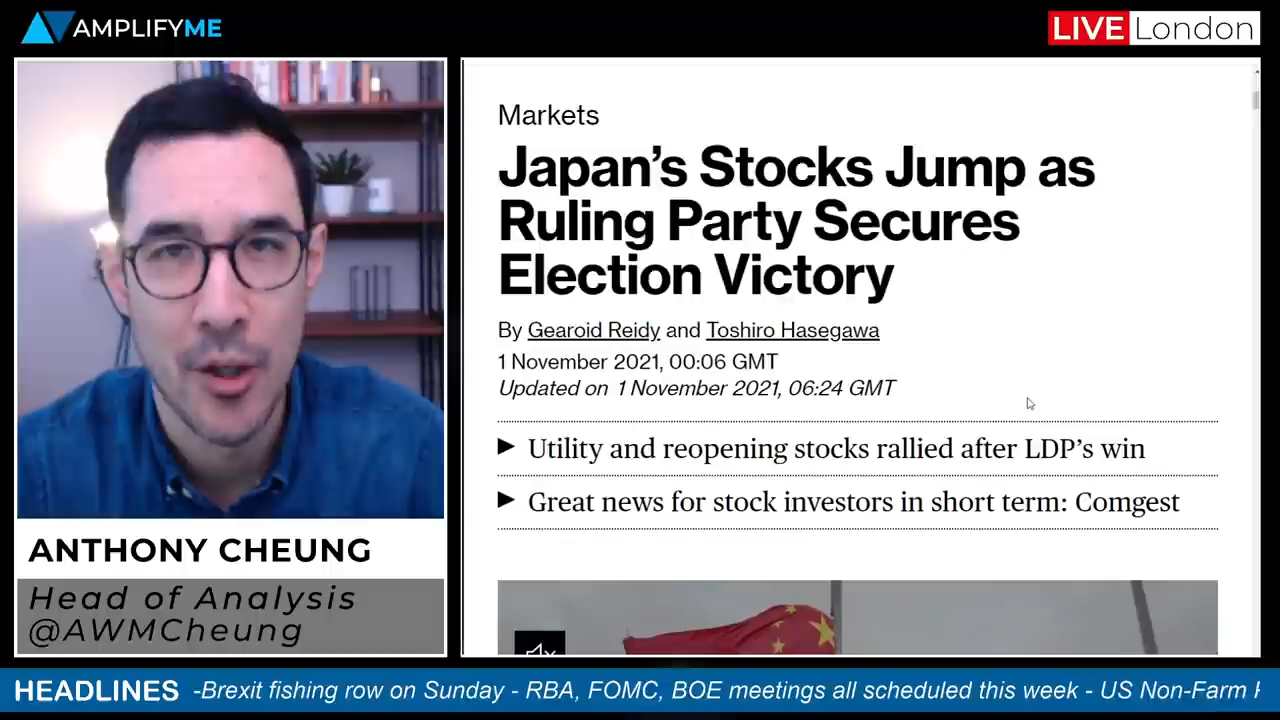 AMPLIFYME
LIVE London
Markets
Japan's Stocks Jump as
Ruling Party Secures
Election Victory
By Gearoid Reidy and Toshiro Hasegawa
1 November 2021, 00:06 GMT
Updated on 1 November 2021, 06:24 GMT
► Utility and reopening stocks rallied after LDP's win
► Great news for stock investors in short term: Comgest
ANTHONY CHEUNG
Head of Analysis
@AWMCheung
HEADLINES -Brexit fishing row on Sunday - RBA, FOMC, BOE meetings all scheduled this week - US Non-Farm